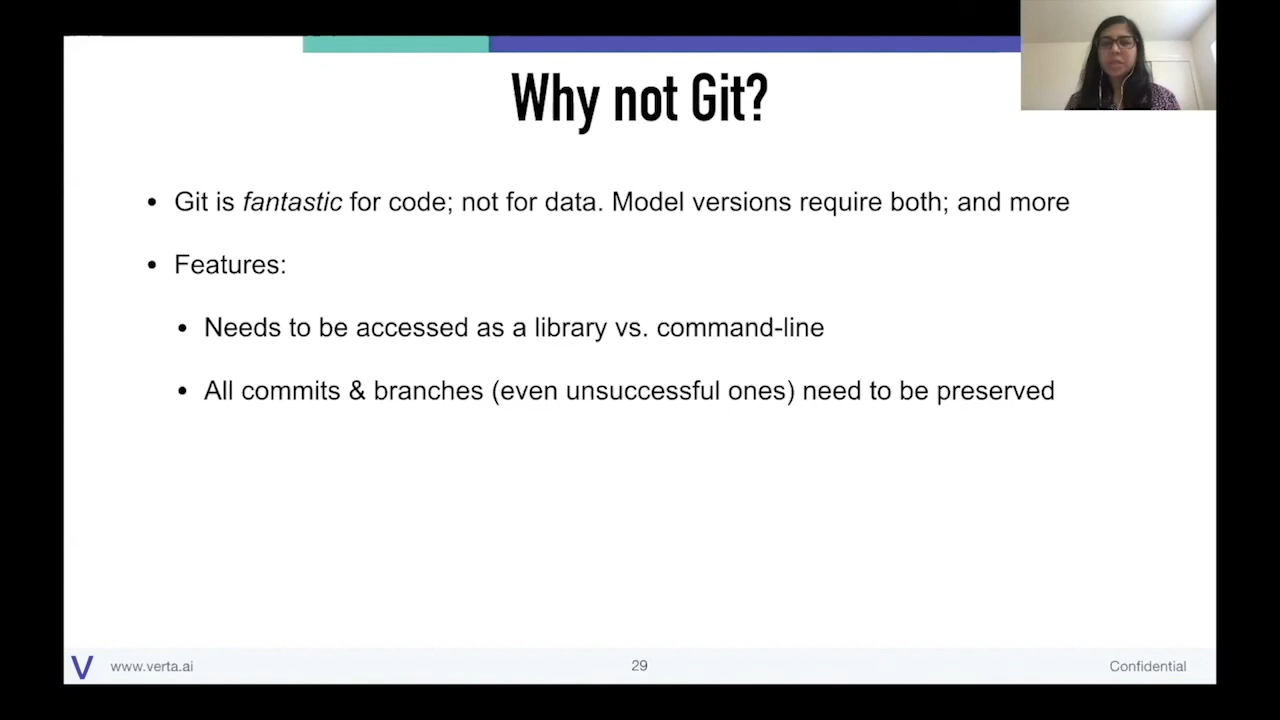 Why not Git?
• Git is fantastic for code; not for data. Model versions require both; and more
• Features:
• Needs to be accessed as a library vs. command-line
• All commits & branches (even unsuccessful ones) need to be preserved
V www.verta.ai 29 Confidential